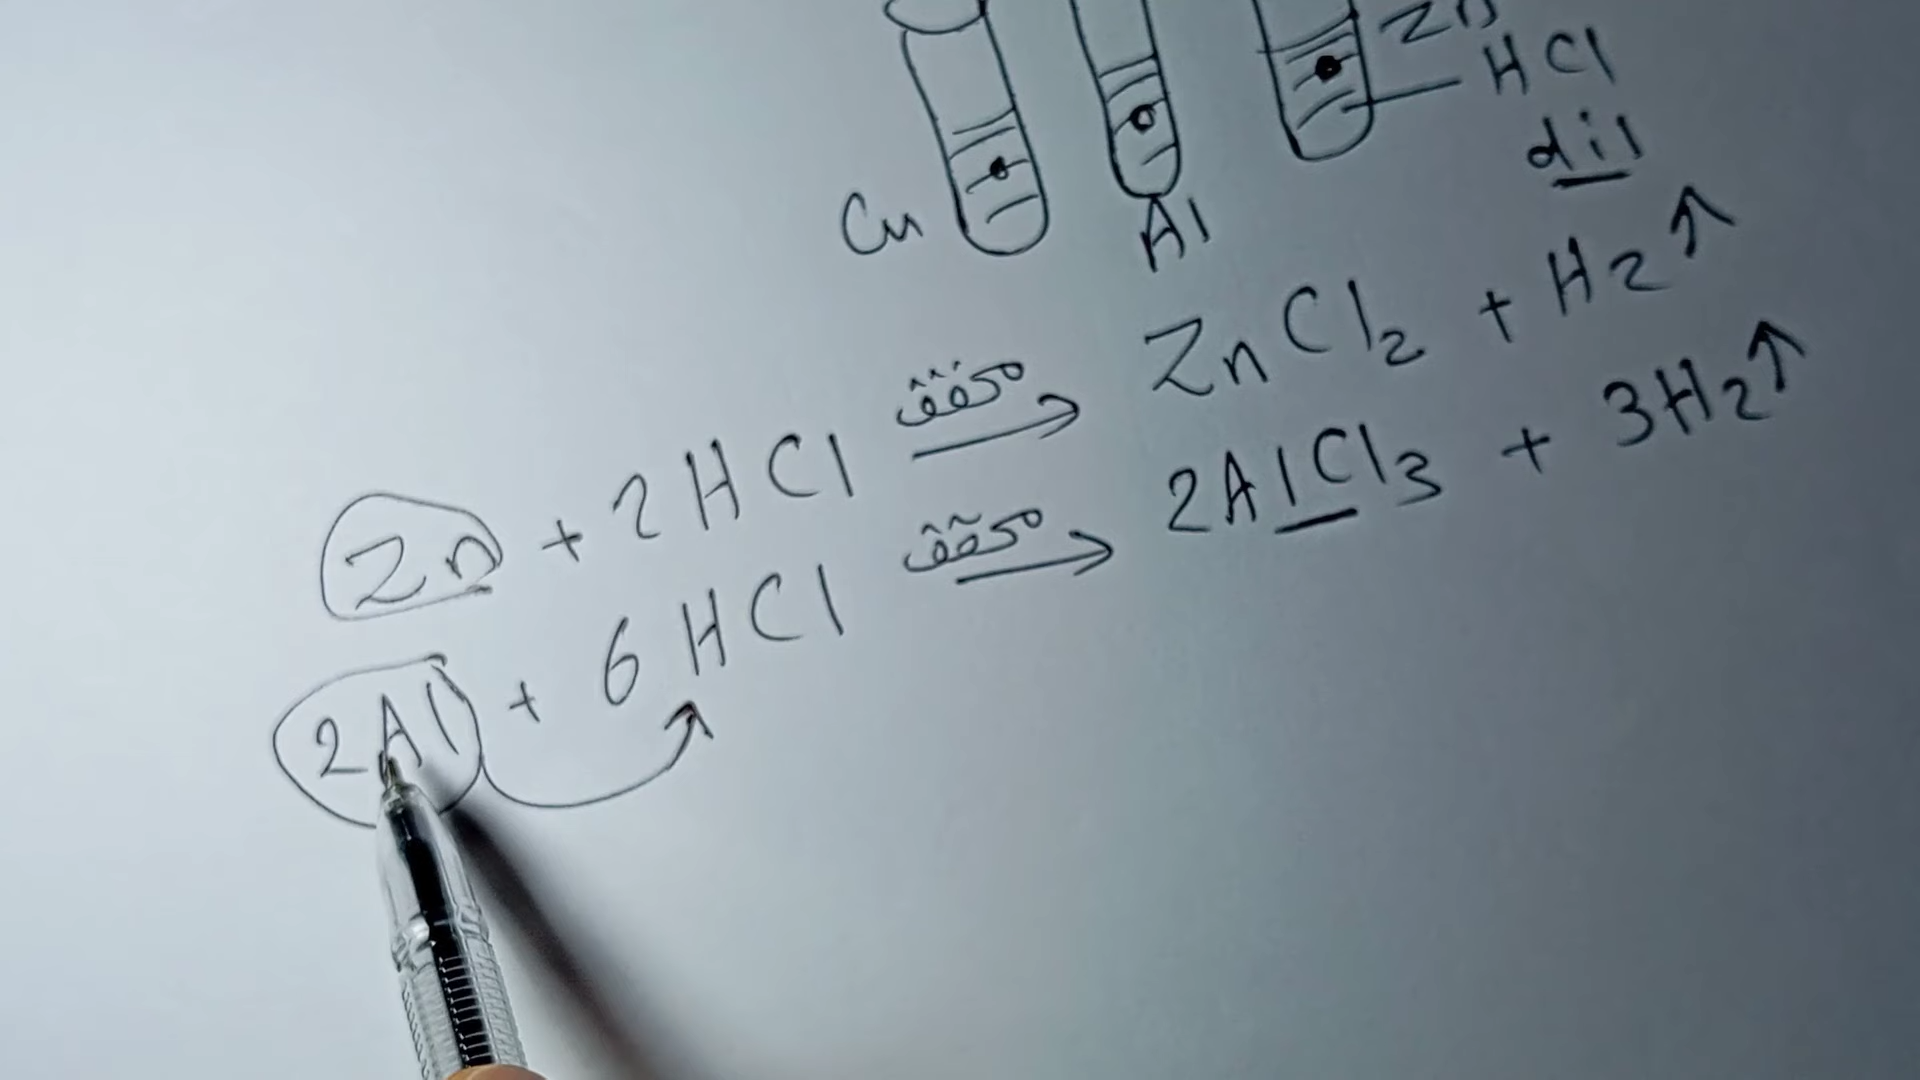 Zn
HCl
dil
Cu
Al
Zn + 2HCl مخفف → ZnCl₂ + H₂↑
2Al + 6HCl مخفف → 2AlCl₃ + 3H₂↑